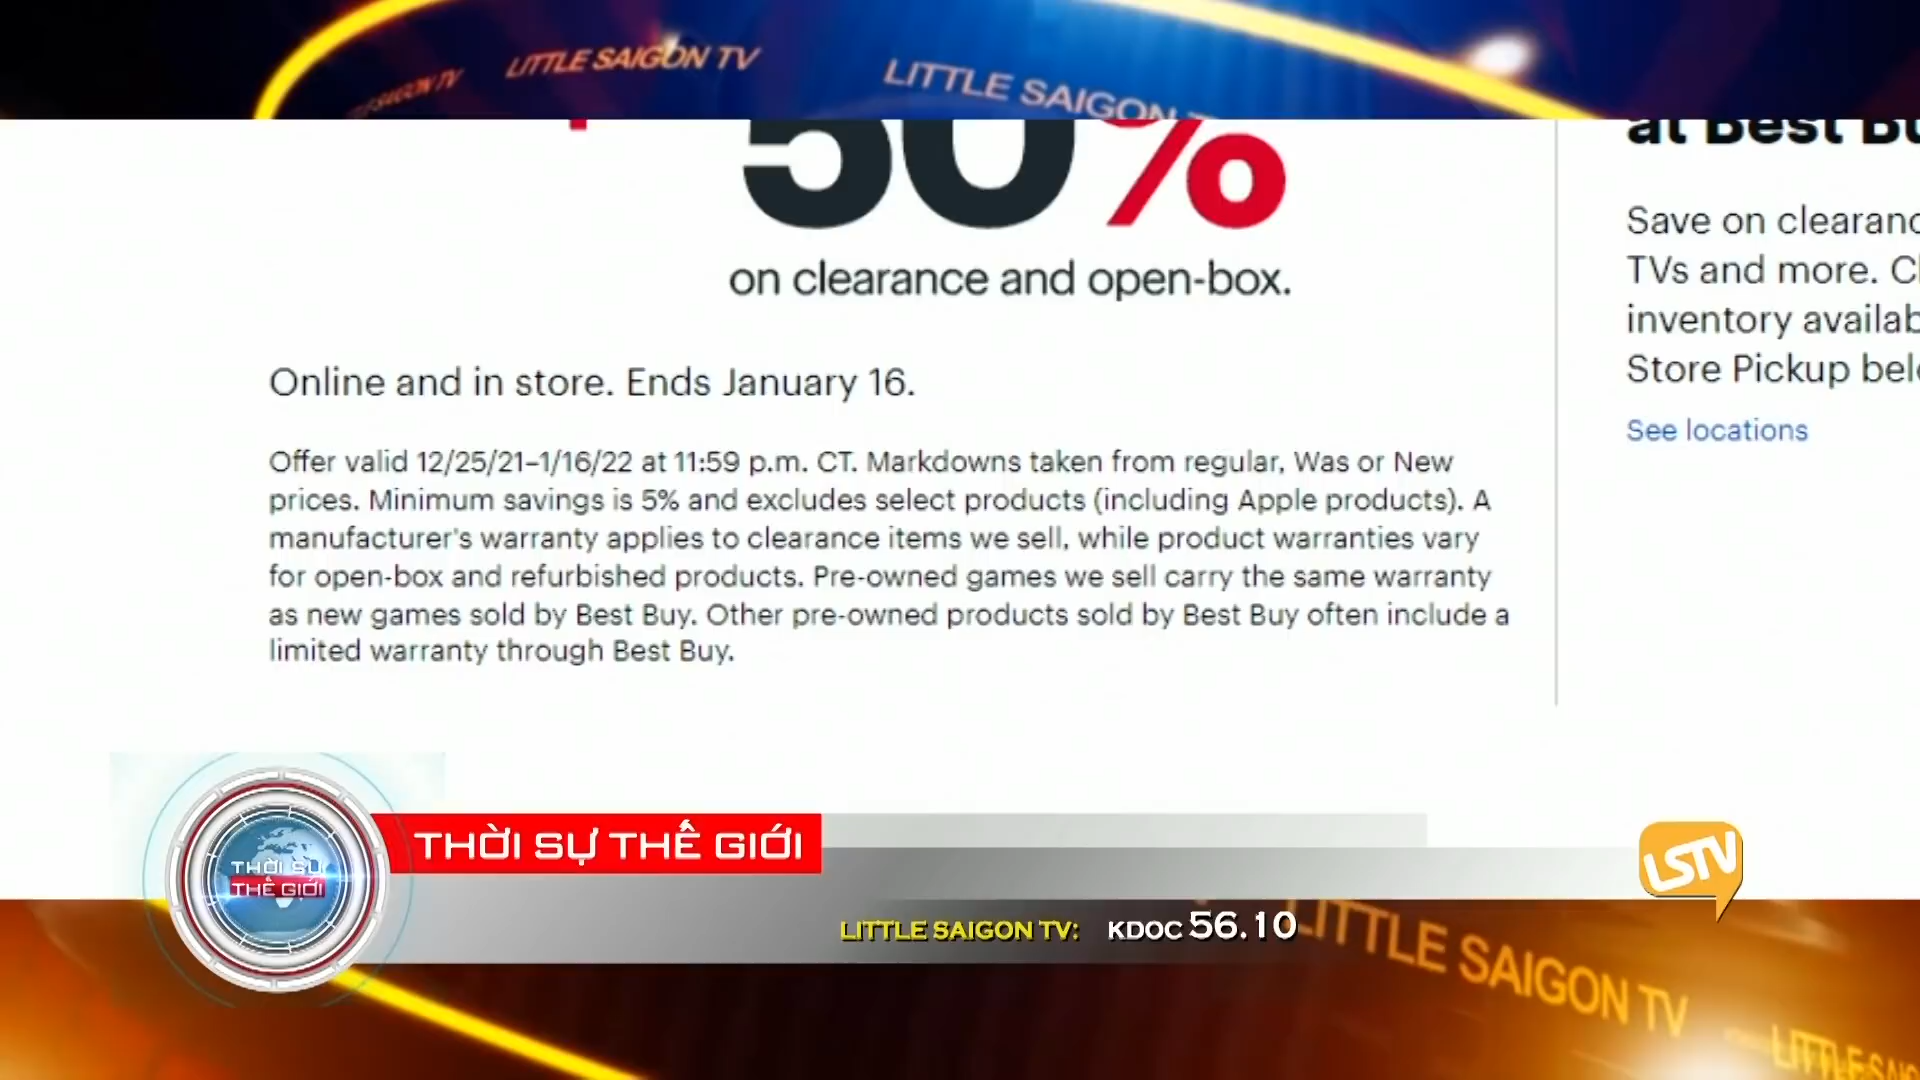 LITTLE SAIGON TV
LITTLE SAIGON
50%
on clearance and open-box.
Online and in store. Ends January 16.
Offer valid 12/25/21–1/16/22 at 11:59 p.m. CT. Markdowns taken from regular, Was or New
prices. Minimum savings is 5% and excludes select products (including Apple products). A
manufacturer's warranty applies to clearance items we sell, while product warranties vary
for open-box and refurbished products. Pre-owned games we sell carry the same warranty
as new games sold by Best Buy. Other pre-owned products sold by Best Buy often include a
limited warranty through Best Buy.
at Best
Save on
TVs and more.
inventory
Store Pickup
See locations
THỜI SỰ THẾ GIỚI
THỜI SỰ
THẾ GIỚI
LSTV
LITTLE SAIGON TV: KDOC 56.10
LITTLE SAIGON TV